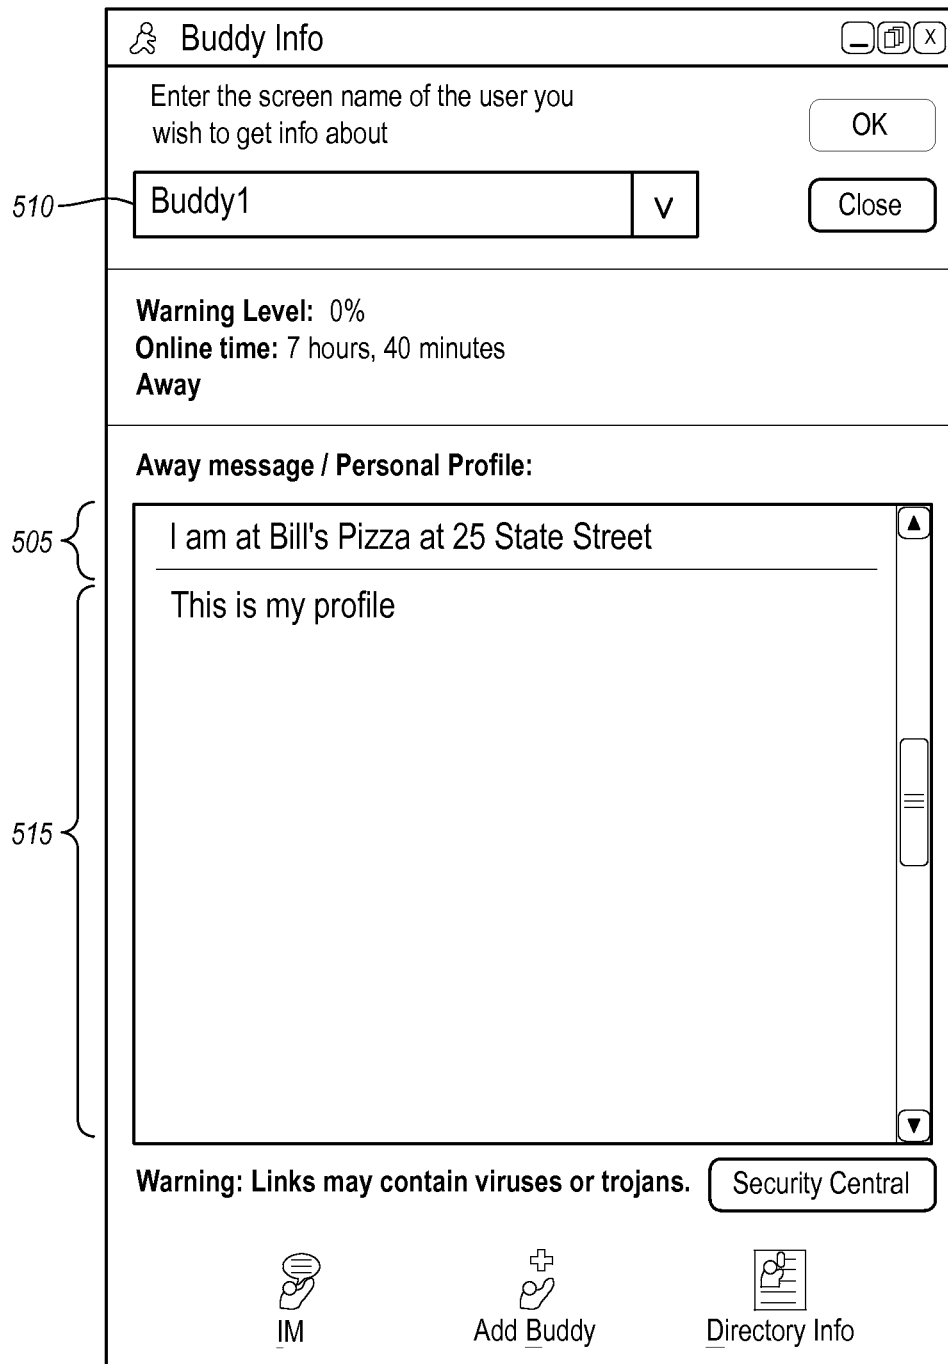 Buddy Info X
Enter the screen name of the user you
wish to get info about
OK
510
Buddy1 v
Close
Warning Level: 0%
Online time: 7 hours, 40 minutes
Away
Away message / Personal Profile:
505
I am at Bill's Pizza at 25 State Street
This is my profile
515
Warning: Links may contain viruses or trojans.
Security Central
IM
Add Buddy
Directory Info